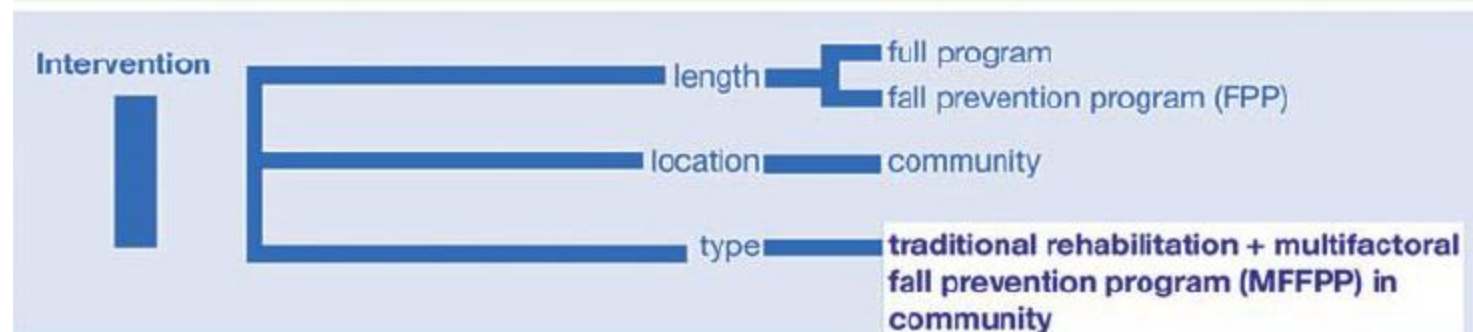 Intervention
length
full program
fall prevention program (FPP)
location
community
type
traditional rehabilitation + multifactoral
fall prevention program (MFFPP) in
community